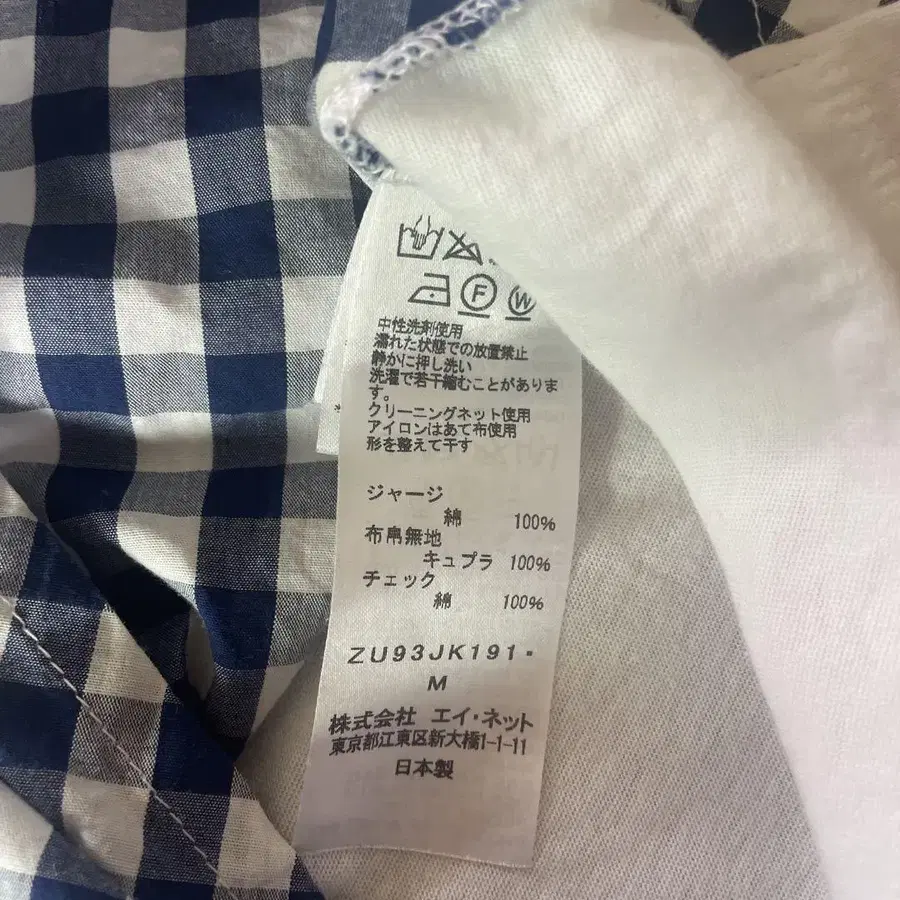 F W
中性洗剤使用
濡れた状態での放置禁止
静かに押し洗い
洗濯で若干縮むことがありま
す。
クリーニングネット使用
アイロンはあて布使用
形を整えて干す
ジャージ
綿 100%
布帛無地
キュプラ 100%
チェック
綿 100%
ZU93JK191-
M
株式会社 エイ・ネット
東京都江東区新大橋1-1-11
日本製